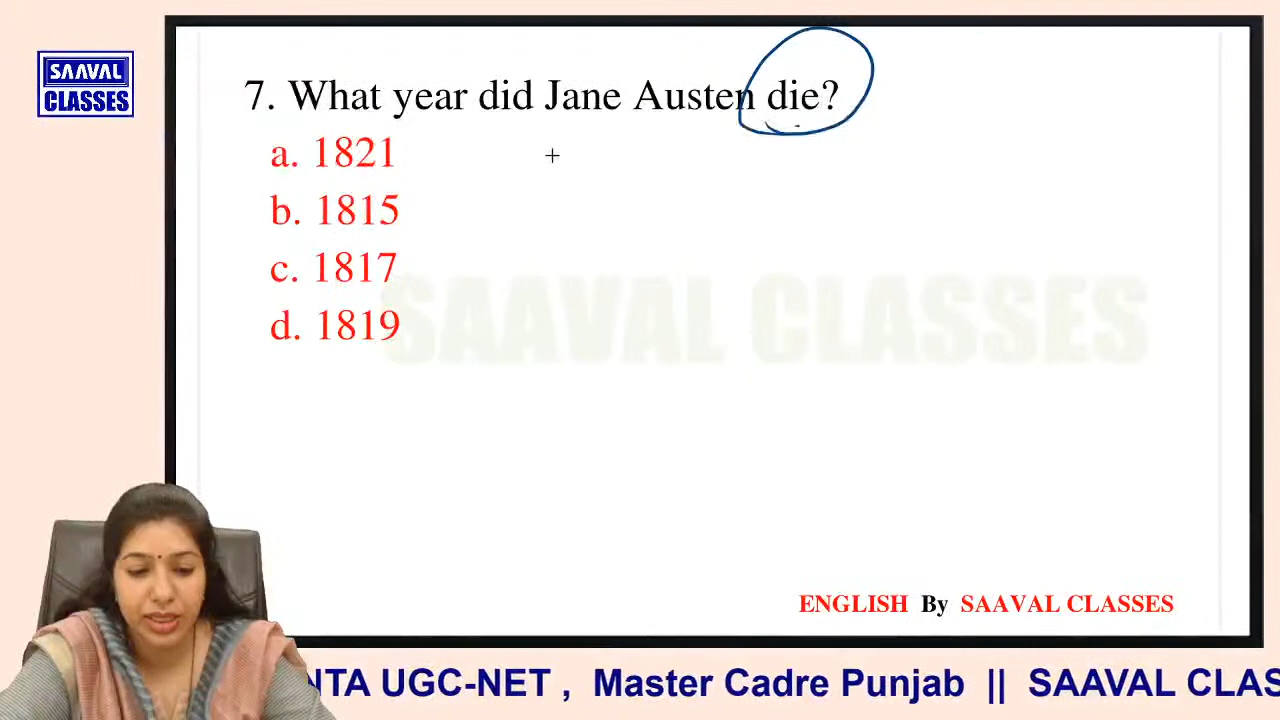 SAAVAL
CLASSES
7. What year did Jane Austen die?
a. 1821
b. 1815
c. 1817
d. 1819
SAAVAL CLASSES
ENGLISH By SAAVAL CLASSES
NTA UGC-NET , Master Cadre Punjab || SAAVAL CLAS